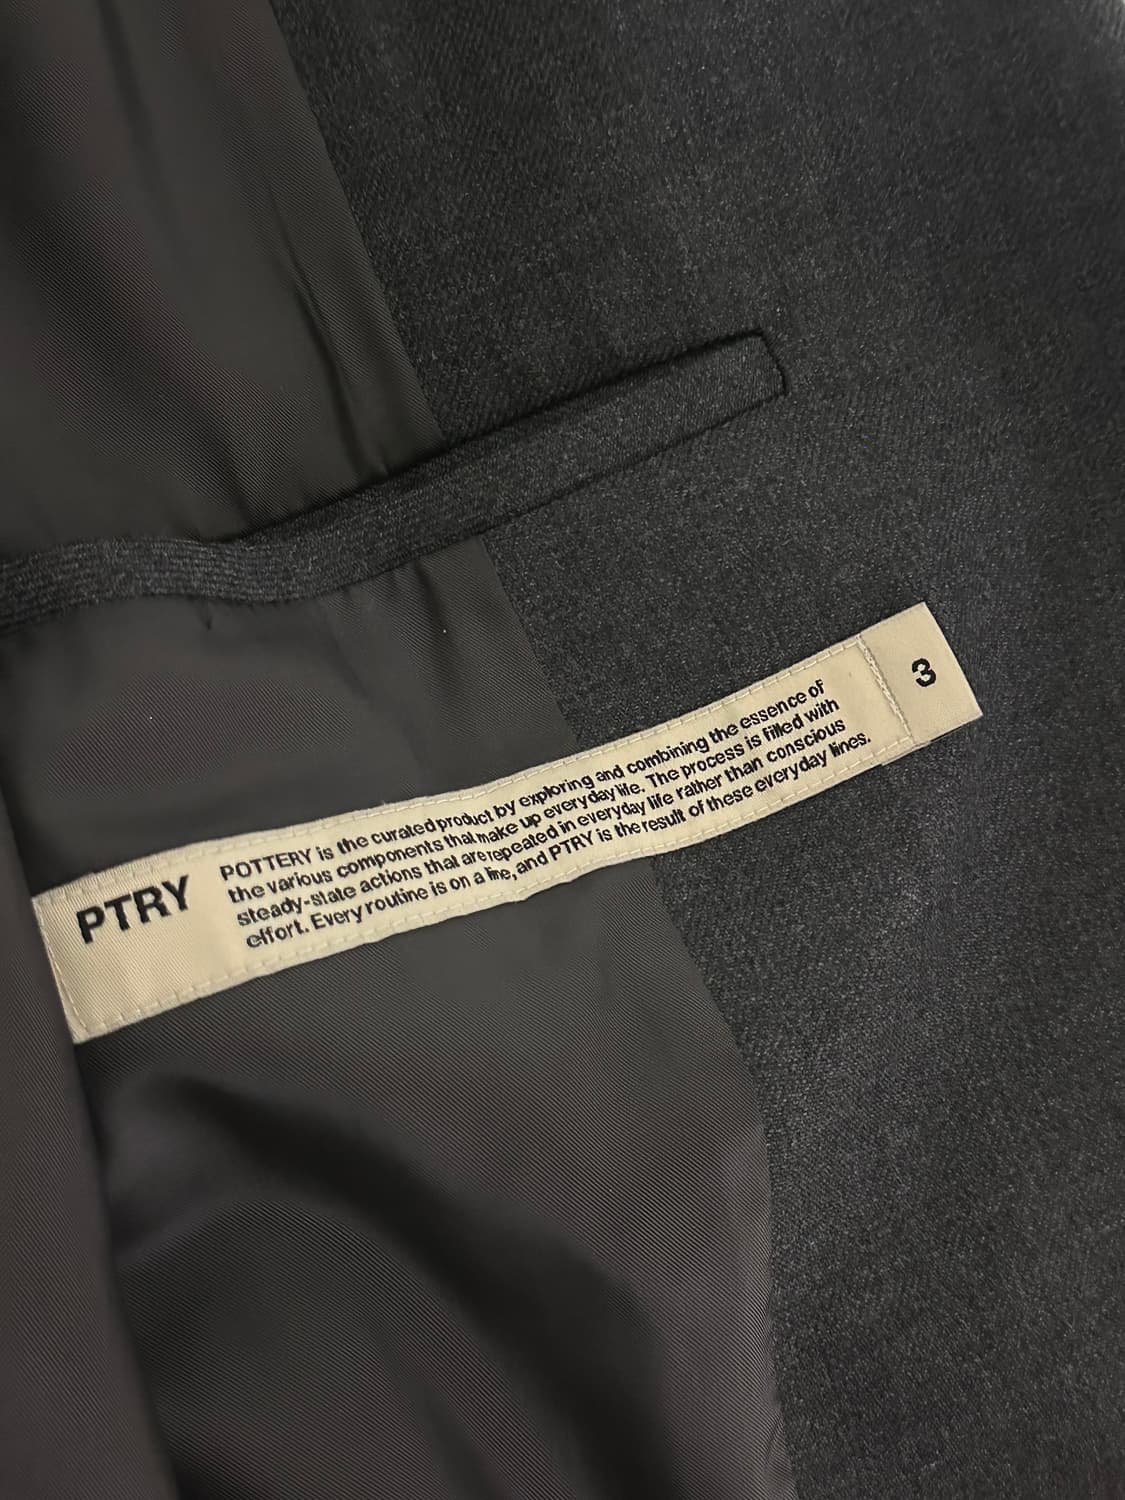 PTRY
POTTERY is the curated product by exploring and combining the essence of
the various components that make up everyday life. The process is filled with
steady-state actions that are repeated in everyday life rather than conscious
effort. Every routine is on a line, and PTRY is the result of these everyday lines.
3